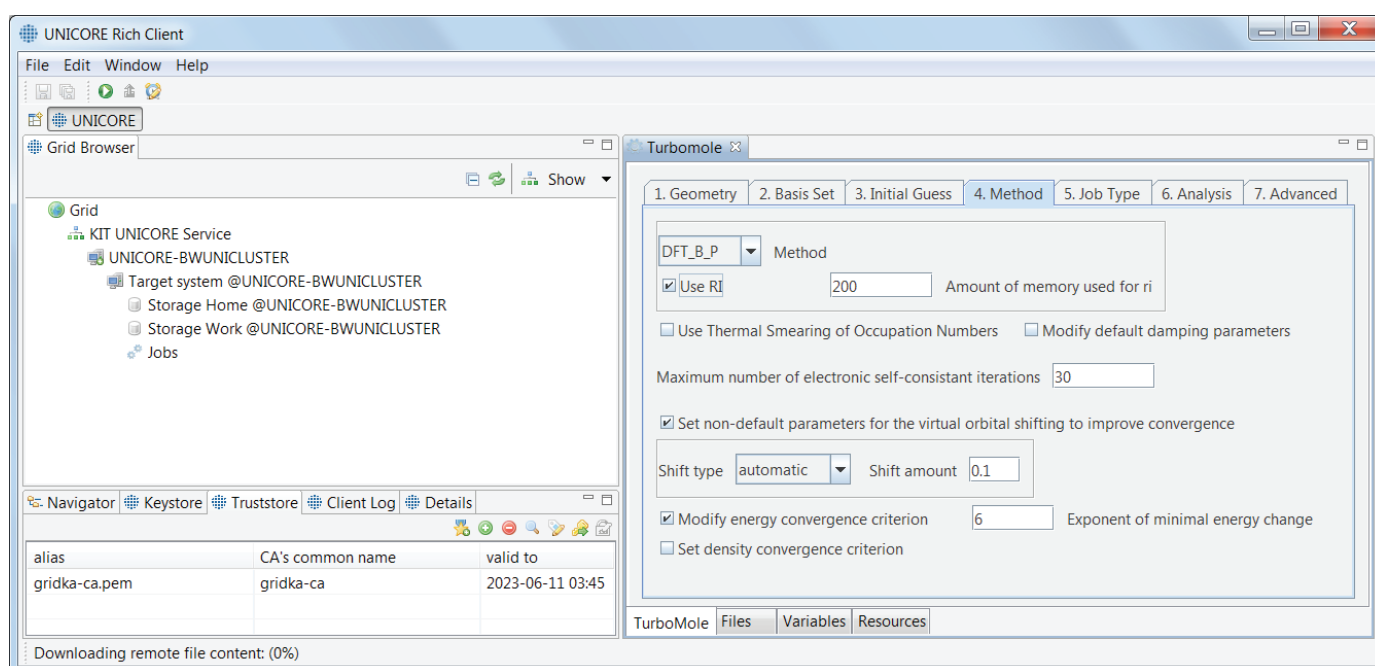 UNICORE Rich Client
File Edit Window Help
UNICORE
Grid Browser
Show
Grid
KIT UNICORE Service
UNICORE-BWUNICLUSTER
Target system @UNICORE-BWUNICLUSTER
Storage Home @UNICORE-BWUNICLUSTER
Storage Work @UNICORE-BWUNICLUSTER
Jobs
Navigator Keystore Truststore Client Log Details
alias CA's common name valid to
gridka-ca.pem gridka-ca 2023-06-11 03:45
Turbomole
1. Geometry 2. Basis Set 3. Initial Guess 4. Method 5. Job Type 6. Analysis 7. Advanced
DFT_B_P Method
Use RI 200 Amount of memory used for ri
Use Thermal Smearing of Occupation Numbers Modify default damping parameters
Maximum number of electronic self-consistant iterations 30
Set non-default parameters for the virtual orbital shifting to improve convergence
Shift type automatic Shift amount 0.1
Modify energy convergence criterion 6 Exponent of minimal energy change
Set density convergence criterion
TurboMole Files Variables Resources
Downloading remote file content: (0%)